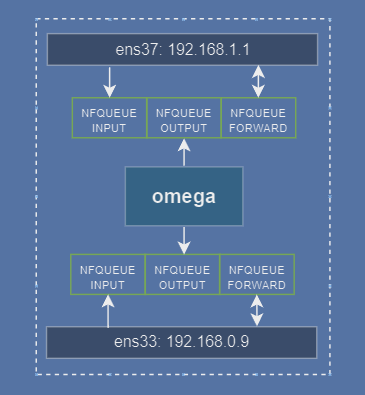 ens37: 192.168.1.1
NFQUEUE INPUT
NFQUEUE OUTPUT
NFQUEUE FORWARD
omega
NFQUEUE INPUT
NFQUEUE OUTPUT
NFQUEUE FORWARD
ens33: 192.168.0.9